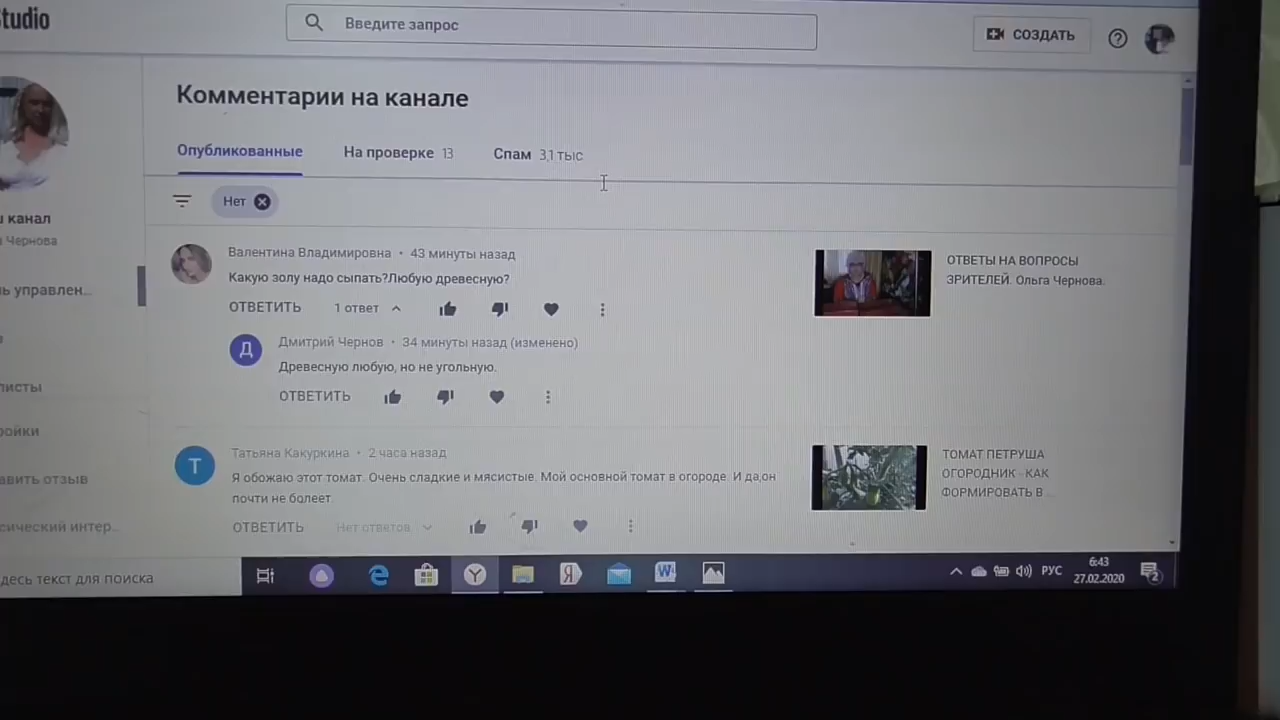 Studio
Введите запрос
СОЗДАТЬ
Комментарии на канале
Опубликованные
На проверке 13
Спам 3,1 тыс
Нет
Валентина Владимировна • 43 минуты назад
Какую золу надо сыпать?Любую древесную?
ОТВЕТИТЬ 1 ответ
ОТВЕТЫ НА ВОПРОСЫ
ЗРИТЕЛЕЙ. Ольга Чернова.
Д
Дмитрий Чернов • 34 минуты назад (изменено)
Древесную любую, но не угольную.
ОТВЕТИТЬ
Т
Татьяна Какуркина • 2 часа назад
Я обожаю этот томат. Очень сладкие и мясистые. Мой основной томат в огороде. И да,он
почти не болеет.
ОТВЕТИТЬ Нет ответов
ТОМАТ ПЕТРУША
ОГОРОДНИК - КАК
ФОРМИРОВАТЬ В...
канал
Чернова
управлен...
листы
ройки
авить отзыв
сический интер...
десь текст для поиска
РУС
6:43
27.02.2020
2